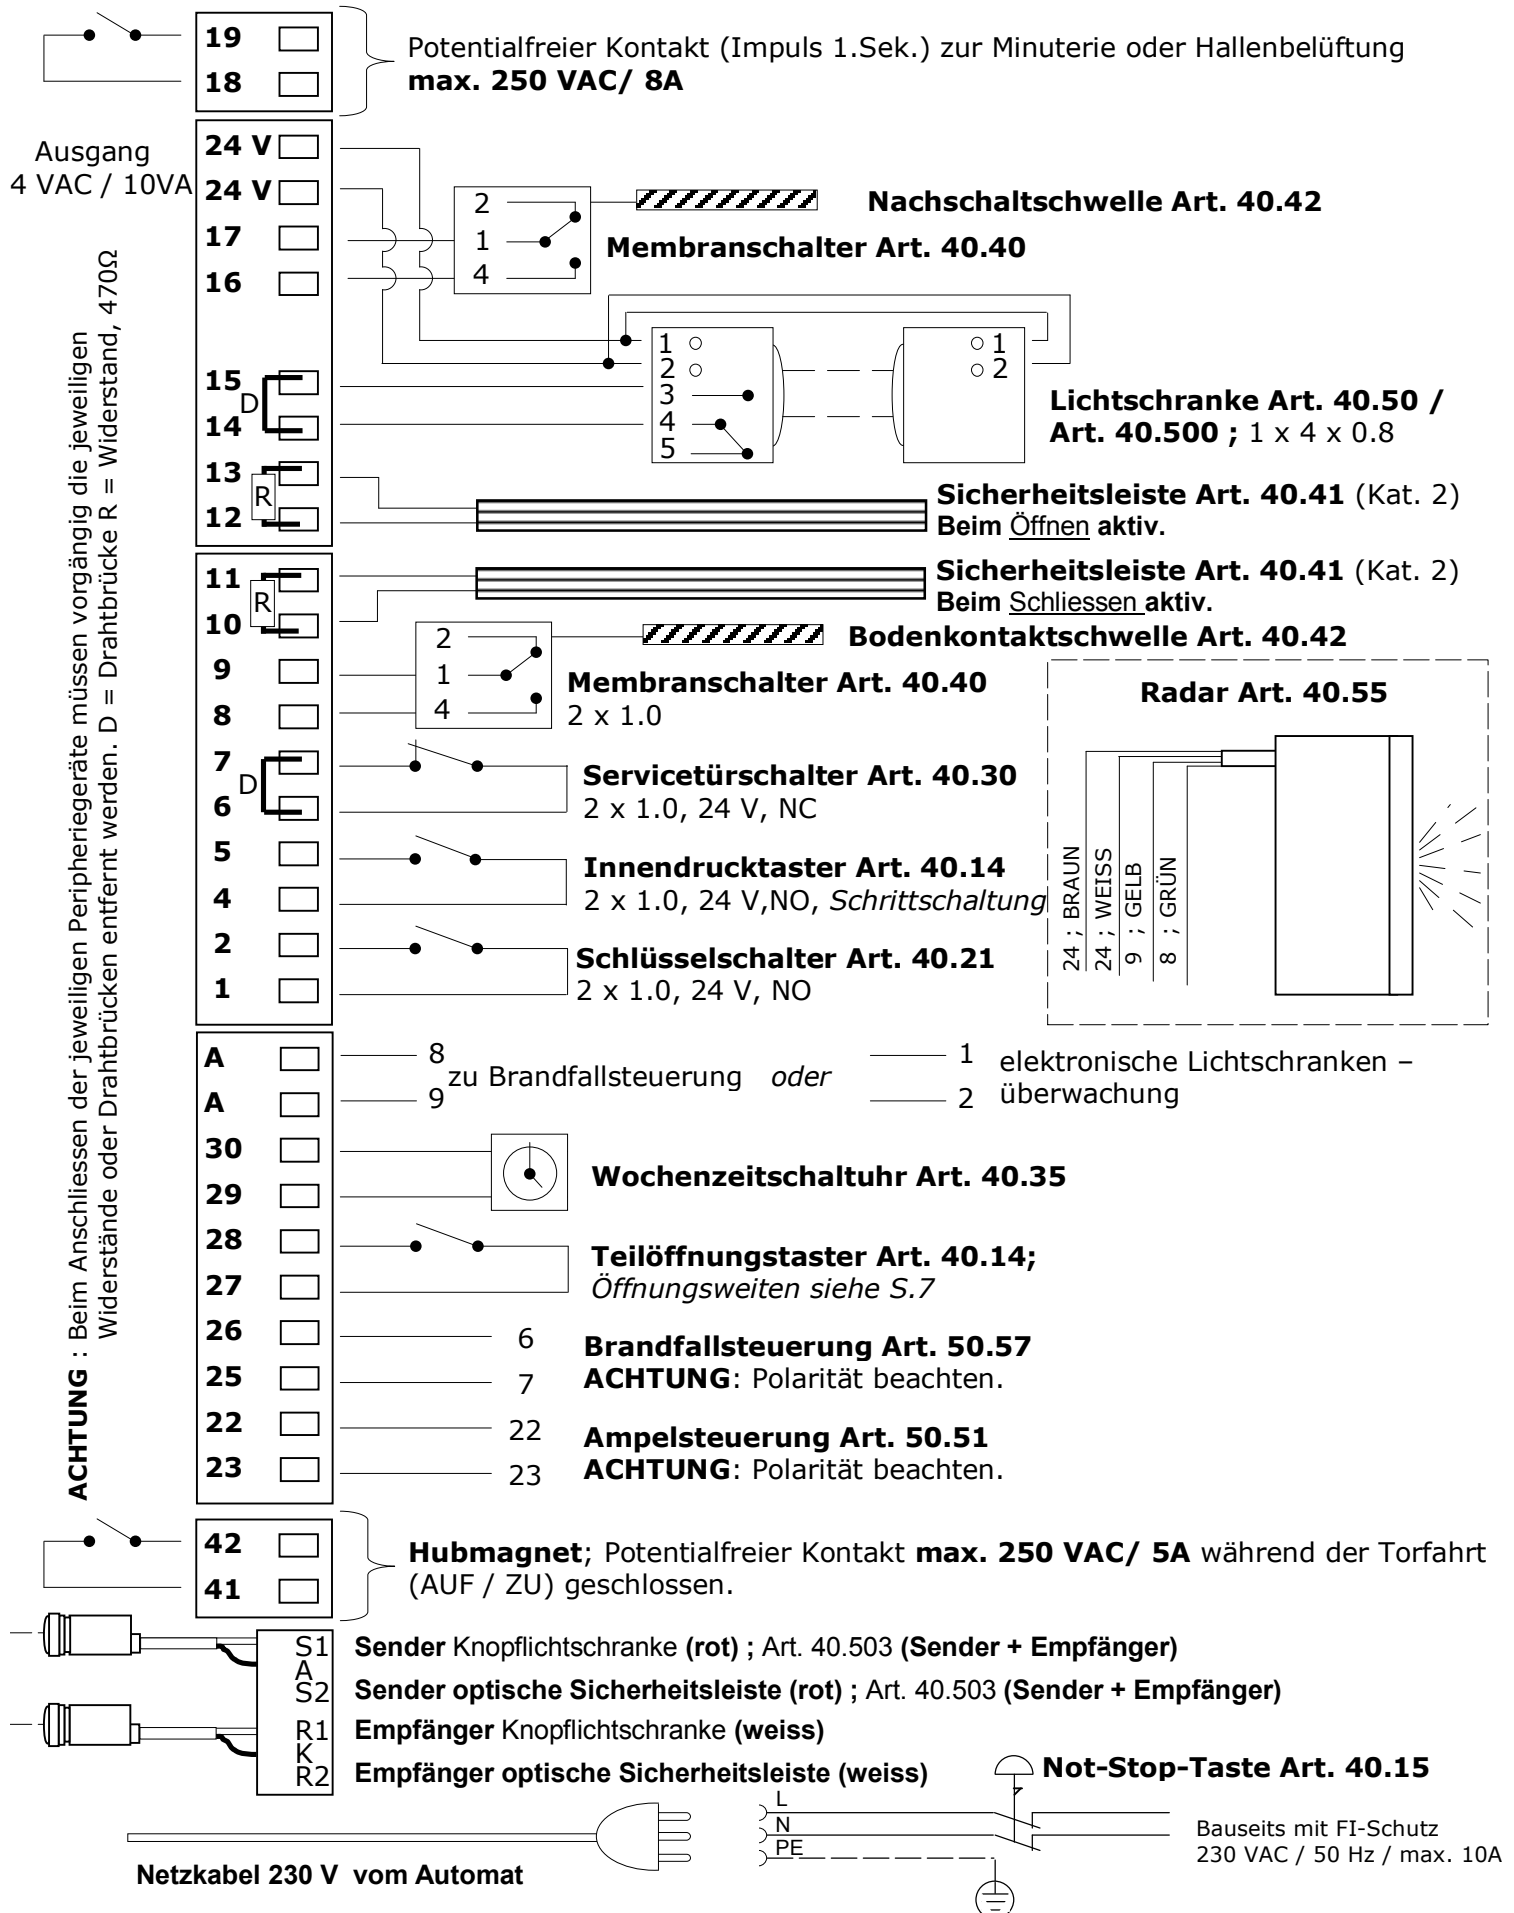 19
18
Potentialfreier Kontakt (Impuls 1.Sek.) zur Minuterie oder Hallenbelüftung
max. 250 VAC/ 8A
Ausgang
4 VAC / 10VA
24 V
24 V
17
16
15
14
13
12
D
R
2
1
4
Nachschaltschwelle Art. 40.42
Membranschalter Art. 40.40
1
2
3
4
5
1
2
Lichtschranke Art. 40.50 /
Art. 40.500 ; 1 x 4 x 0.8
Sicherheitsleiste Art. 40.41 (Kat. 2)
Beim Öffnen aktiv.
ACHTUNG : Beim Anschliessen der jeweiligen Peripheriegeräte müssen vorgängig die jeweiligen
Widerstände oder Drahtbrücken entfernt werden. D = Drahtbrücke R = Widerstand, 470Ω
11
10
9
8
7
6
5
4
2
1
R
D
Sicherheitsleiste Art. 40.41 (Kat. 2)
Beim Schliessen aktiv.
2
1
4
Bodenkontaktschwelle Art. 40.42
Membranschalter Art. 40.40
2 x 1.0
Servicetürschalter Art. 40.30
2 x 1.0, 24 V, NC
Innendrucktaster Art. 40.14
2 x 1.0, 24 V,NO, Schrittschaltung
Schlüsselschalter Art. 40.21
2 x 1.0, 24 V, NO
Radar Art. 40.55
24 ; BRAUN
24 ; WEISS
9 ; GELB
8 ; GRÜN
A
A
30
29
28
27
26
25
22
23
8
9
zu Brandfallsteuerung oder
1
2
elektronische Lichtschranken –
überwachung
Wochenzeitschaltuhr Art. 40.35
Teilöffnungstaster Art. 40.14;
Öffnungsweiten siehe S.7
6
7
Brandfallsteuerung Art. 50.57
ACHTUNG: Polarität beachten.
22
23
Ampelsteuerung Art. 50.51
ACHTUNG: Polarität beachten.
42
41
Hubmagnet; Potentialfreier Kontakt max. 250 VAC/ 5A während der Torfahrt
(AUF / ZU) geschlossen.
S1
A
S2
R1
K
R2
Sender Knopflichtschranke (rot) ; Art. 40.503 (Sender + Empfänger)
Sender optische Sicherheitsleiste (rot) ; Art. 40.503 (Sender + Empfänger)
Empfänger Knopflichtschranke (weiss)
Empfänger optische Sicherheitsleiste (weiss)
Not-Stop-Taste Art. 40.15
L
N
PE
Bauseits mit FI-Schutz
230 VAC / 50 Hz / max. 10A
Netzkabel 230 V vom Automat